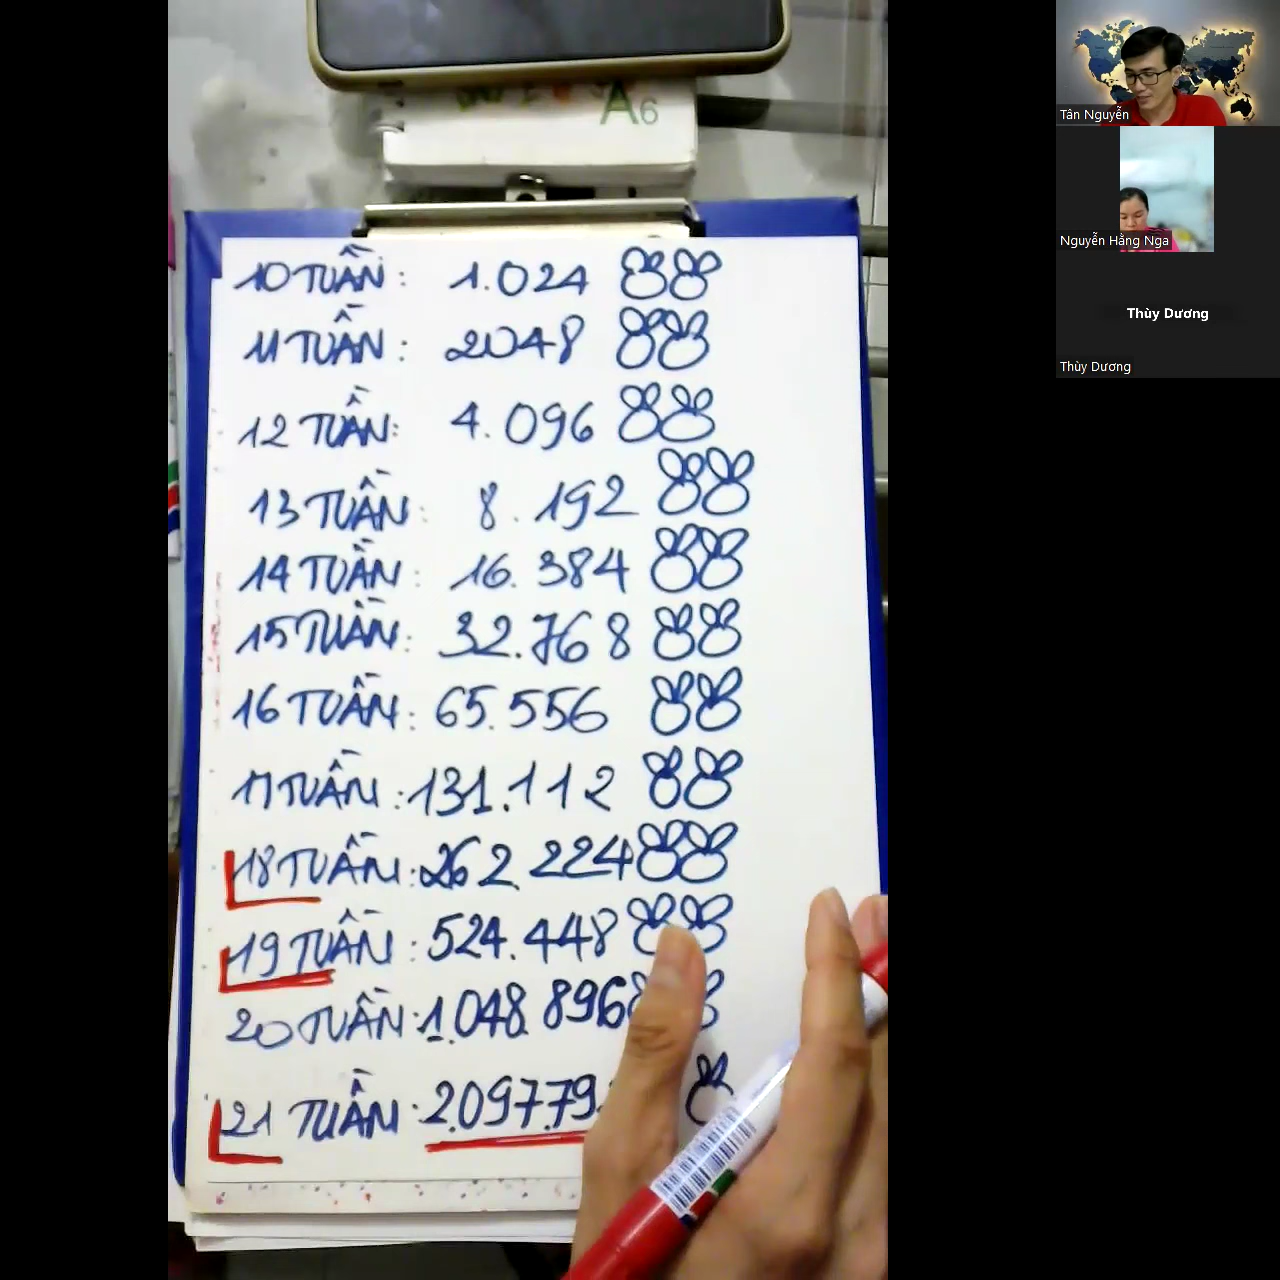 A6
10 TUẦN: 1.024
11 TUẦN: 2048
12 TUẦN: 4.096
13 TUẦN: 8.192
14 TUẦN: 16.384
15 TUẦN: 32.768
16 TUẦN: 65.556
17 TUẦN: 131.112
18 TUẦN: 262.224
19 TUẦN: 524.448
20 TUẦN: 1.048.896
21 TUẦN: 2.097.79
Tân Nguyễn
Nguyễn Hằng Nga
Thùy Dương
Thùy Dương